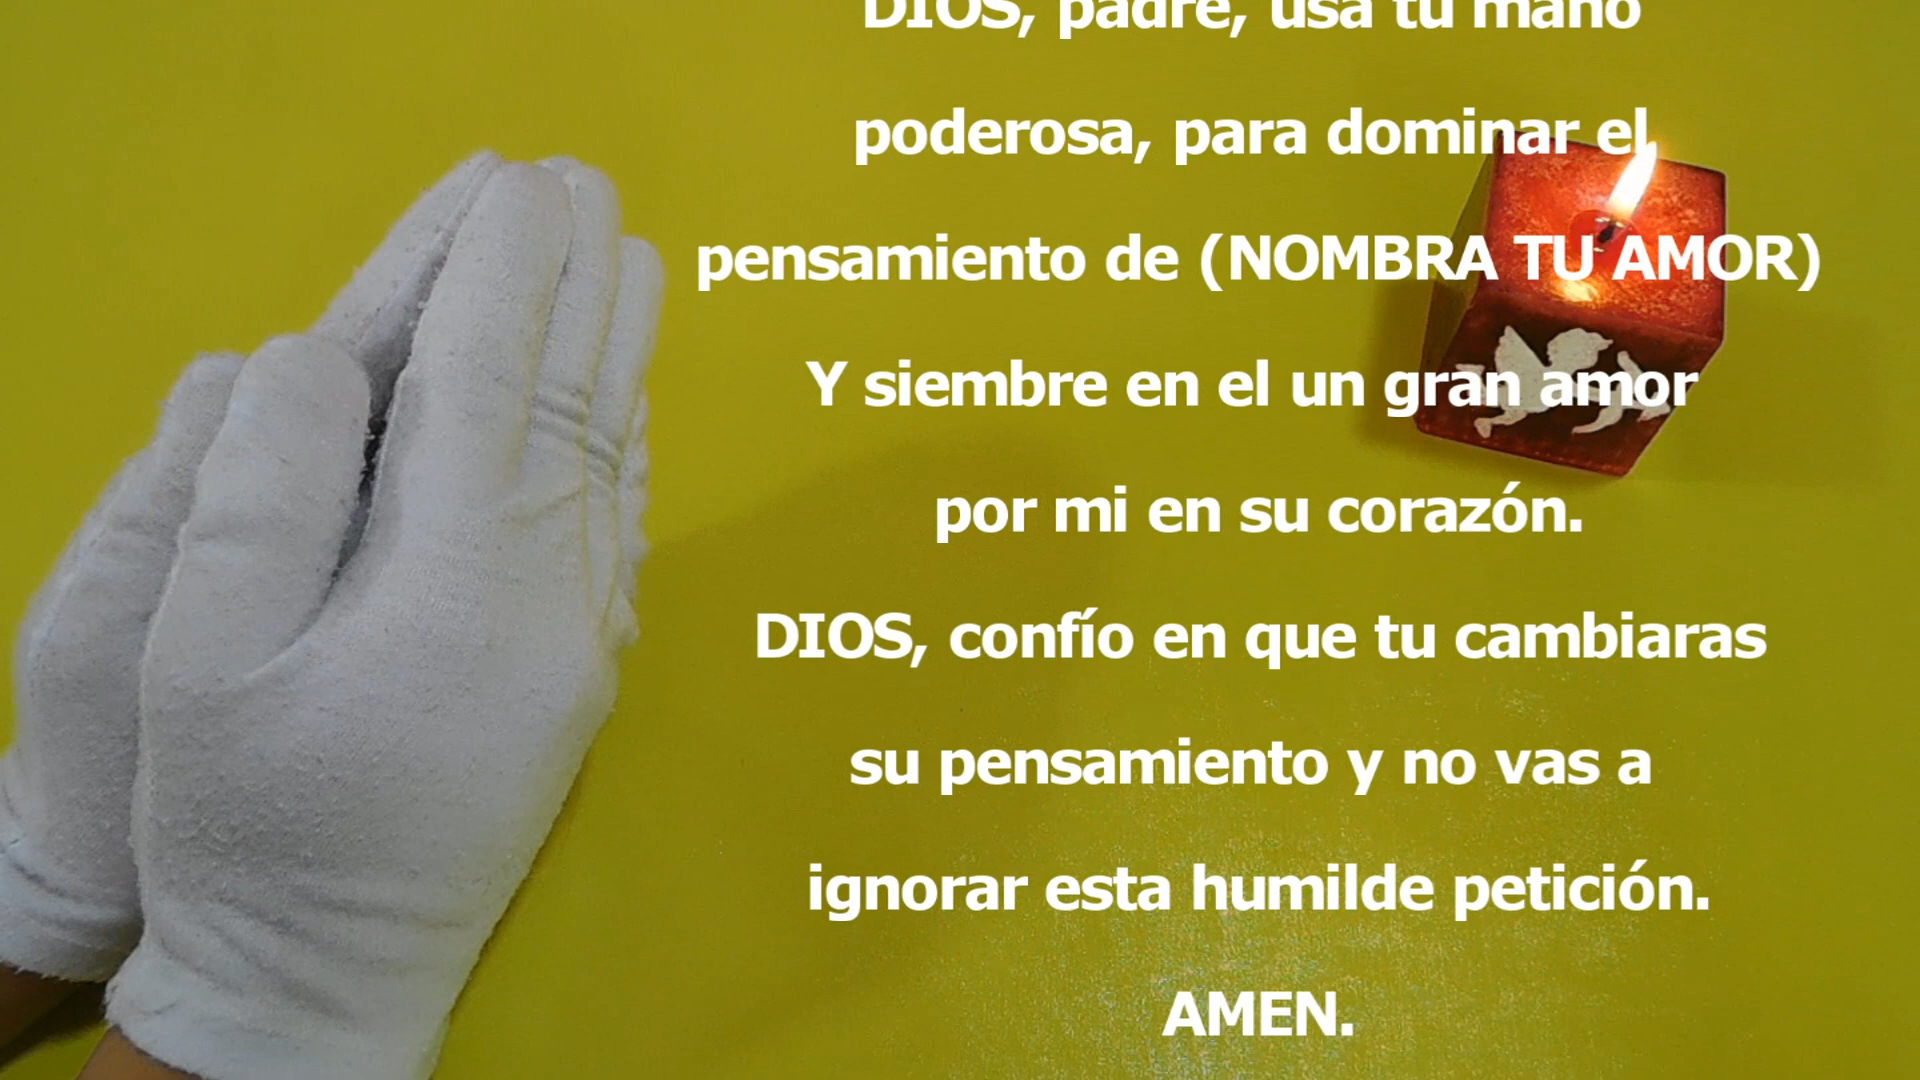 DIOS, padre, usa tu mano
poderosa, para dominar el
pensamiento de (NOMBRA TU AMOR)
Y siembre en el un gran amor
por mi en su corazón.
DIOS, confío en que tu cambiaras
su pensamiento y no vas a
ignorar esta humilde petición.
AMEN.